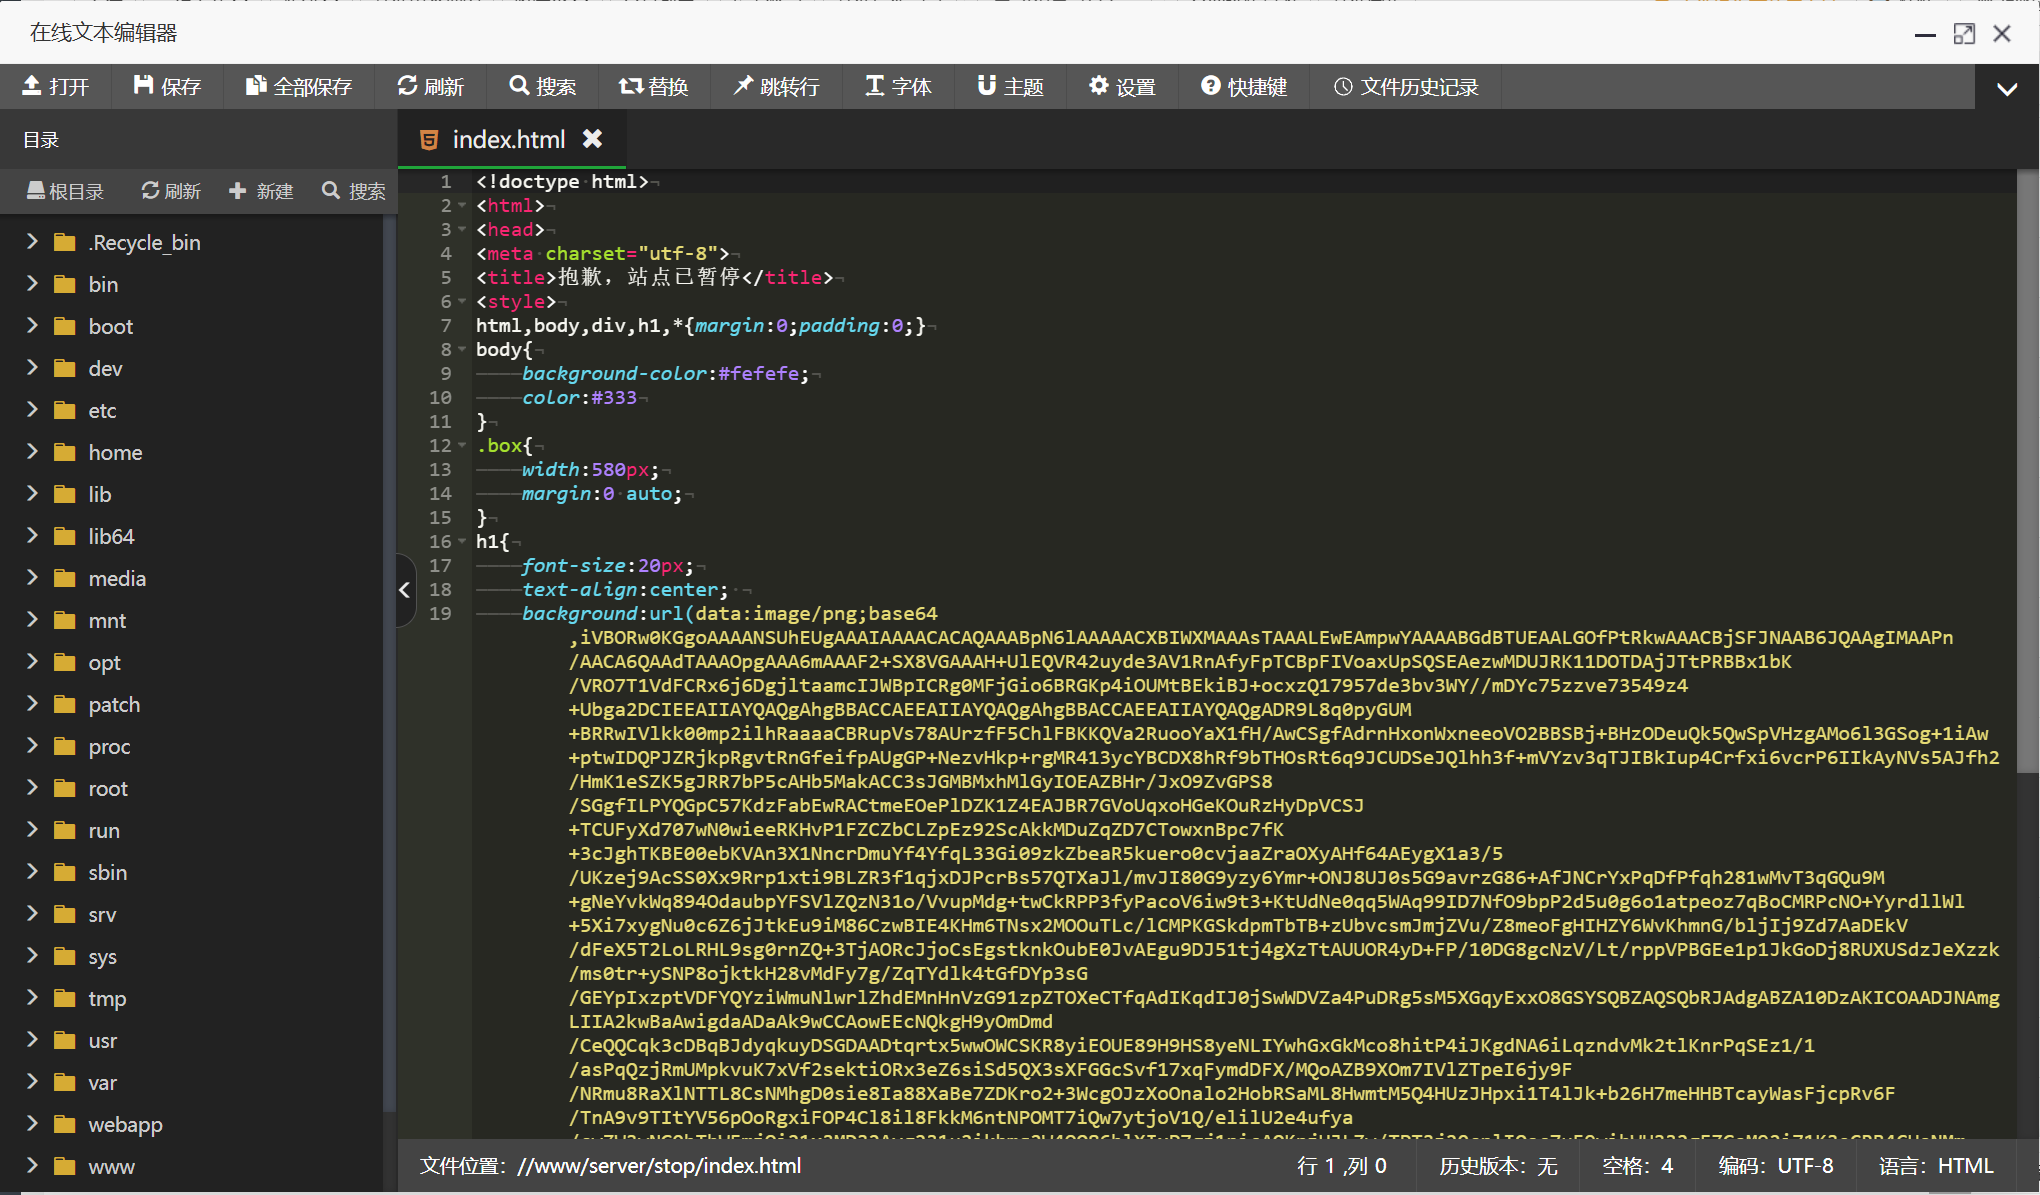 在线文本编辑器
打开 保存 全部保存 刷新 搜索 替换 跳转行 字体 主题 设置 快捷键 文件历史记录
目录
index.html
根目录 刷新 新建 搜索
.Recycle_bin
bin
boot
dev
etc
home
lib
lib64
media
mnt
opt
patch
proc
root
run
sbin
srv
sys
tmp
usr
var
webapp
www
1 <!doctype html>
2 <html>
3 <head>
4 <meta charset="utf-8">
5 <title>抱歉，站点已暂停</title>
6 <style>
7 html,body,div,h1,*{margin:0;padding:0;}
8 body{
9 background-color:#fefefe;
10 color:#333
11 }
12 .box{
13 width:580px;
14 margin:0 auto;
15 }
16 h1{
17 font-size:20px;
18 text-align:center;
19 background:url(data:image/png;base64
,iVBORw0KGgoAAAANSUhEUgAAAIAAAACACAQAAABpN6lAAAAACXBIWXMAAAsTAAALEwEAmpwYAAAABGdBTUEAALGOfPtRkwAAACBjSFJNAAB6JQAAgIMAAPn
/AACA6QAAdTAAAOpgAAA6mAAAF2+SX8VGAAAH+UlEQVR42uyde3AV1RnAfyFpTCBpFIVoaxUpSQSEAezwMDUJRK11DOTDAjJTtPRBBx1bK
/VRO7T1VdFCRx6j6DgjltaamcIJWBpICRg0MFjGio6BRGKp4iOUMtBEkiBJ+ocxzQ17957de3bv3WY//mDYc75zzve73549z4
+Ubga2DCIEEAIIAYQAQgAhgBBACCAEEAIIAYQAQgAhgBBACCAEEAIIAYQAQgADR9L8q0pyGUM
+BRRwIVlkk00mp2ilhRaaaaCBRupVs78AUrzfF5ChlFBKKQVa2RuooYaX1fH/AwCSgfAdrnHxonWxneeoVO2BBSBj+BHzODeuQk5QwSpVHzgAMo6l3GSog+1iAw
+ptwIDQPJZRjkpRgvtRnGfeifpAUgGP+NezvHkp+rgMR413ycYBCDX8hRf9bTHOsRt6q9JCUDSeJQlhh3f+mVYzv3qTJIBkIup4Crfxi6vcrP6IIkAyNVs5AJfh2
/HmK1eSZK5gJRR7bP5cAHb5MakACC3sJGMBMxhMlGyIOEAZBHr/JxO9ZvGPS8
/SGgfILPYQGpC57KdzFabEwRACtmeEOePlDZK1Z4EAJBR7GVoUqxoHGeKOuRzHyDpVCSJ
+TCUFyXd707wN0wieeRKHvP1FZCZbCLZpEz92ScAkkMDuZqZD7CTowxnBpc7fK
+3cJghTKBE00ebKVAn3X1NncrDmuYf4YfqL33Gi09zkZbeaR5kuero0cvjaaZraOXyAHf64AEygX1a3/5
/UKzej9AcSS0Xx9Rrp1xti9BLZR3f1qjxDJPcrBs57QTXaJl/mvJI80G9yzy6Ymr+ONJ8UJ0s5G9avrzG86+AfJNCrYxPqDfPfqh281wMvT3qGQu9M
+gNeYvkWq894OdaubpYFSVlZQzN31o/VvupMdg+twCkRPP3fyPacoV6iw9t3+KtUdNe0qq5WAq99ID7NfO9bpP2d5u0g6o1atpeoz7qBoCMRPcNO+YyrdllWl
+5Xi7xygNu0c6Z6jJtkEu9iM86CzwBIE4KHm6TNsx2MOOuTLc/lCMPKGSkdpmTbTB+zUbvcsmJmjZVu/Z8meoFgHIHZY6WvKhmnG/bljIj9Zd7AaDEkV
/dFeX5T2LoLRHL9sg0rnZQ+3TjAORcJjoCsEgstknkOubE0JvAEgu9DJ51tj4gXzTtAUUOR4yD+FP/10DG8gcNzV/Lt/rppVPBGEe1p1JkGoDj8RUXUSdzJeXzzk
/ms0tr+ySNP8ojktkH28vMdFy7g/ZqTYdlk4tGfDYp3sG
/GEYpIxzptVDFYQYziWmuNlwrlZhdEMnHnVzG91zpZTOXeCTfqAdIKqdIJ0jSwWDVZa4PuDRg5sM5XGqyExxO8GSYSQBZAQSQbRJAdgABZA10DzAKICOAADJNAmg
LIIA2kwBaAwigdaADaAk9wCCAowEEcNQkgH9yOmDmd
/CeQQCqk3cDBqBJdyqkuyDSGDAADtqrtx5wwOWCSKR8yiEOUE89H9HS8yeNLIYwhGxGkMco8hitP4iJKgdNA6iLqzndvMk2tlKnrPqSEz1/1
/asPqQzjRmUMpkvuK7xVf2sektiORx3eZ6siSd5QX3sXFGGcSvf17xqFymdDFX/MQoAZB9XOm7IVlZTpeI6jy9F
/NRmu8RaXlNTTL8CsNMhgD0sie8Ia88XaBe7ZDKro2+3WcgOJzXoOnalo2HobRSaML8HwmtM5Q4HUzJHpxi1T4lJk+b26H7meHHBTcayWasFjcpRv6F
/TnA9v9TItYV56pOoRgxiFOP4Cl8il8FkkM6ntNPOMT7iQw7ytjoV1Q/elilU2e4ufya
文件位置：//www/server/stop/index.html 行 1 ,列 0 历史版本：无 空格：4 编码：UTF-8 语言：HTML